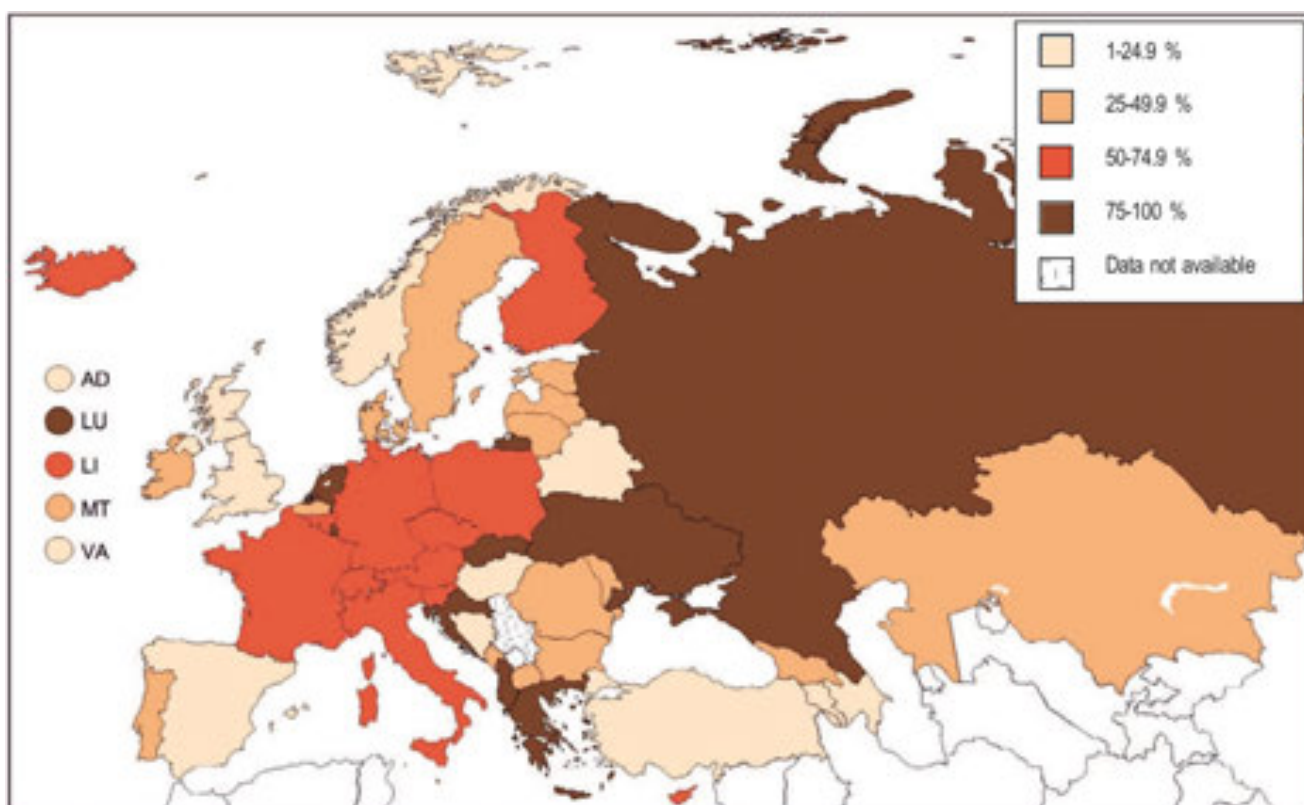 1-24.9 %
25-49.9 %
50-74.9 %
75-100 %
Data not available
AD
LU
LI
MT
VA